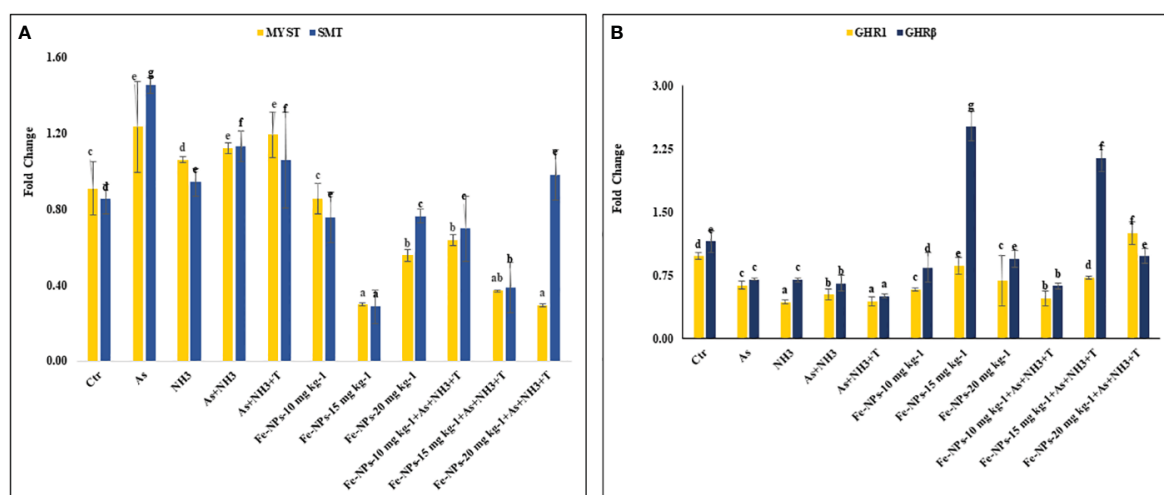 A
MYST SMT
1.60
1.20
0.80
0.40
0.00
Fold Change
c d
e g
d e
e f
e f
c e
a a
b c
b c
ab b
a e
Ctr
As
NH3
As+NH3
As+NH3+T
Fe-NPs-10 mg kg-1
Fe-NPs-15 mg kg-1
Fe-NPs-20 mg kg-1
Fe-NPs-10 mg kg-1+As+NH3+T
Fe-NPs-15 mg kg-1+As+NH3+T
Fe-NPs-20 mg kg-1+As+NH3+T
B
GHR1 GHRβ
3.00
2.25
1.50
0.75
0.00
Fold Change
d e
c c
a c
b b
a a
c d
e g
c e
b b
d f
f e
Ctr
As
NH3
As+NH3
As+NH3+T
Fe-NPs-10 mg kg-1
Fe-NPs-15 mg kg-1
Fe-NPs-20 mg kg-1
Fe-NPs-10 mg kg-1+As+NH3+T
Fe-NPs-15 mg kg-1+As+NH3+T
Fe-NPs-20 mg kg-1+As+NH3+T